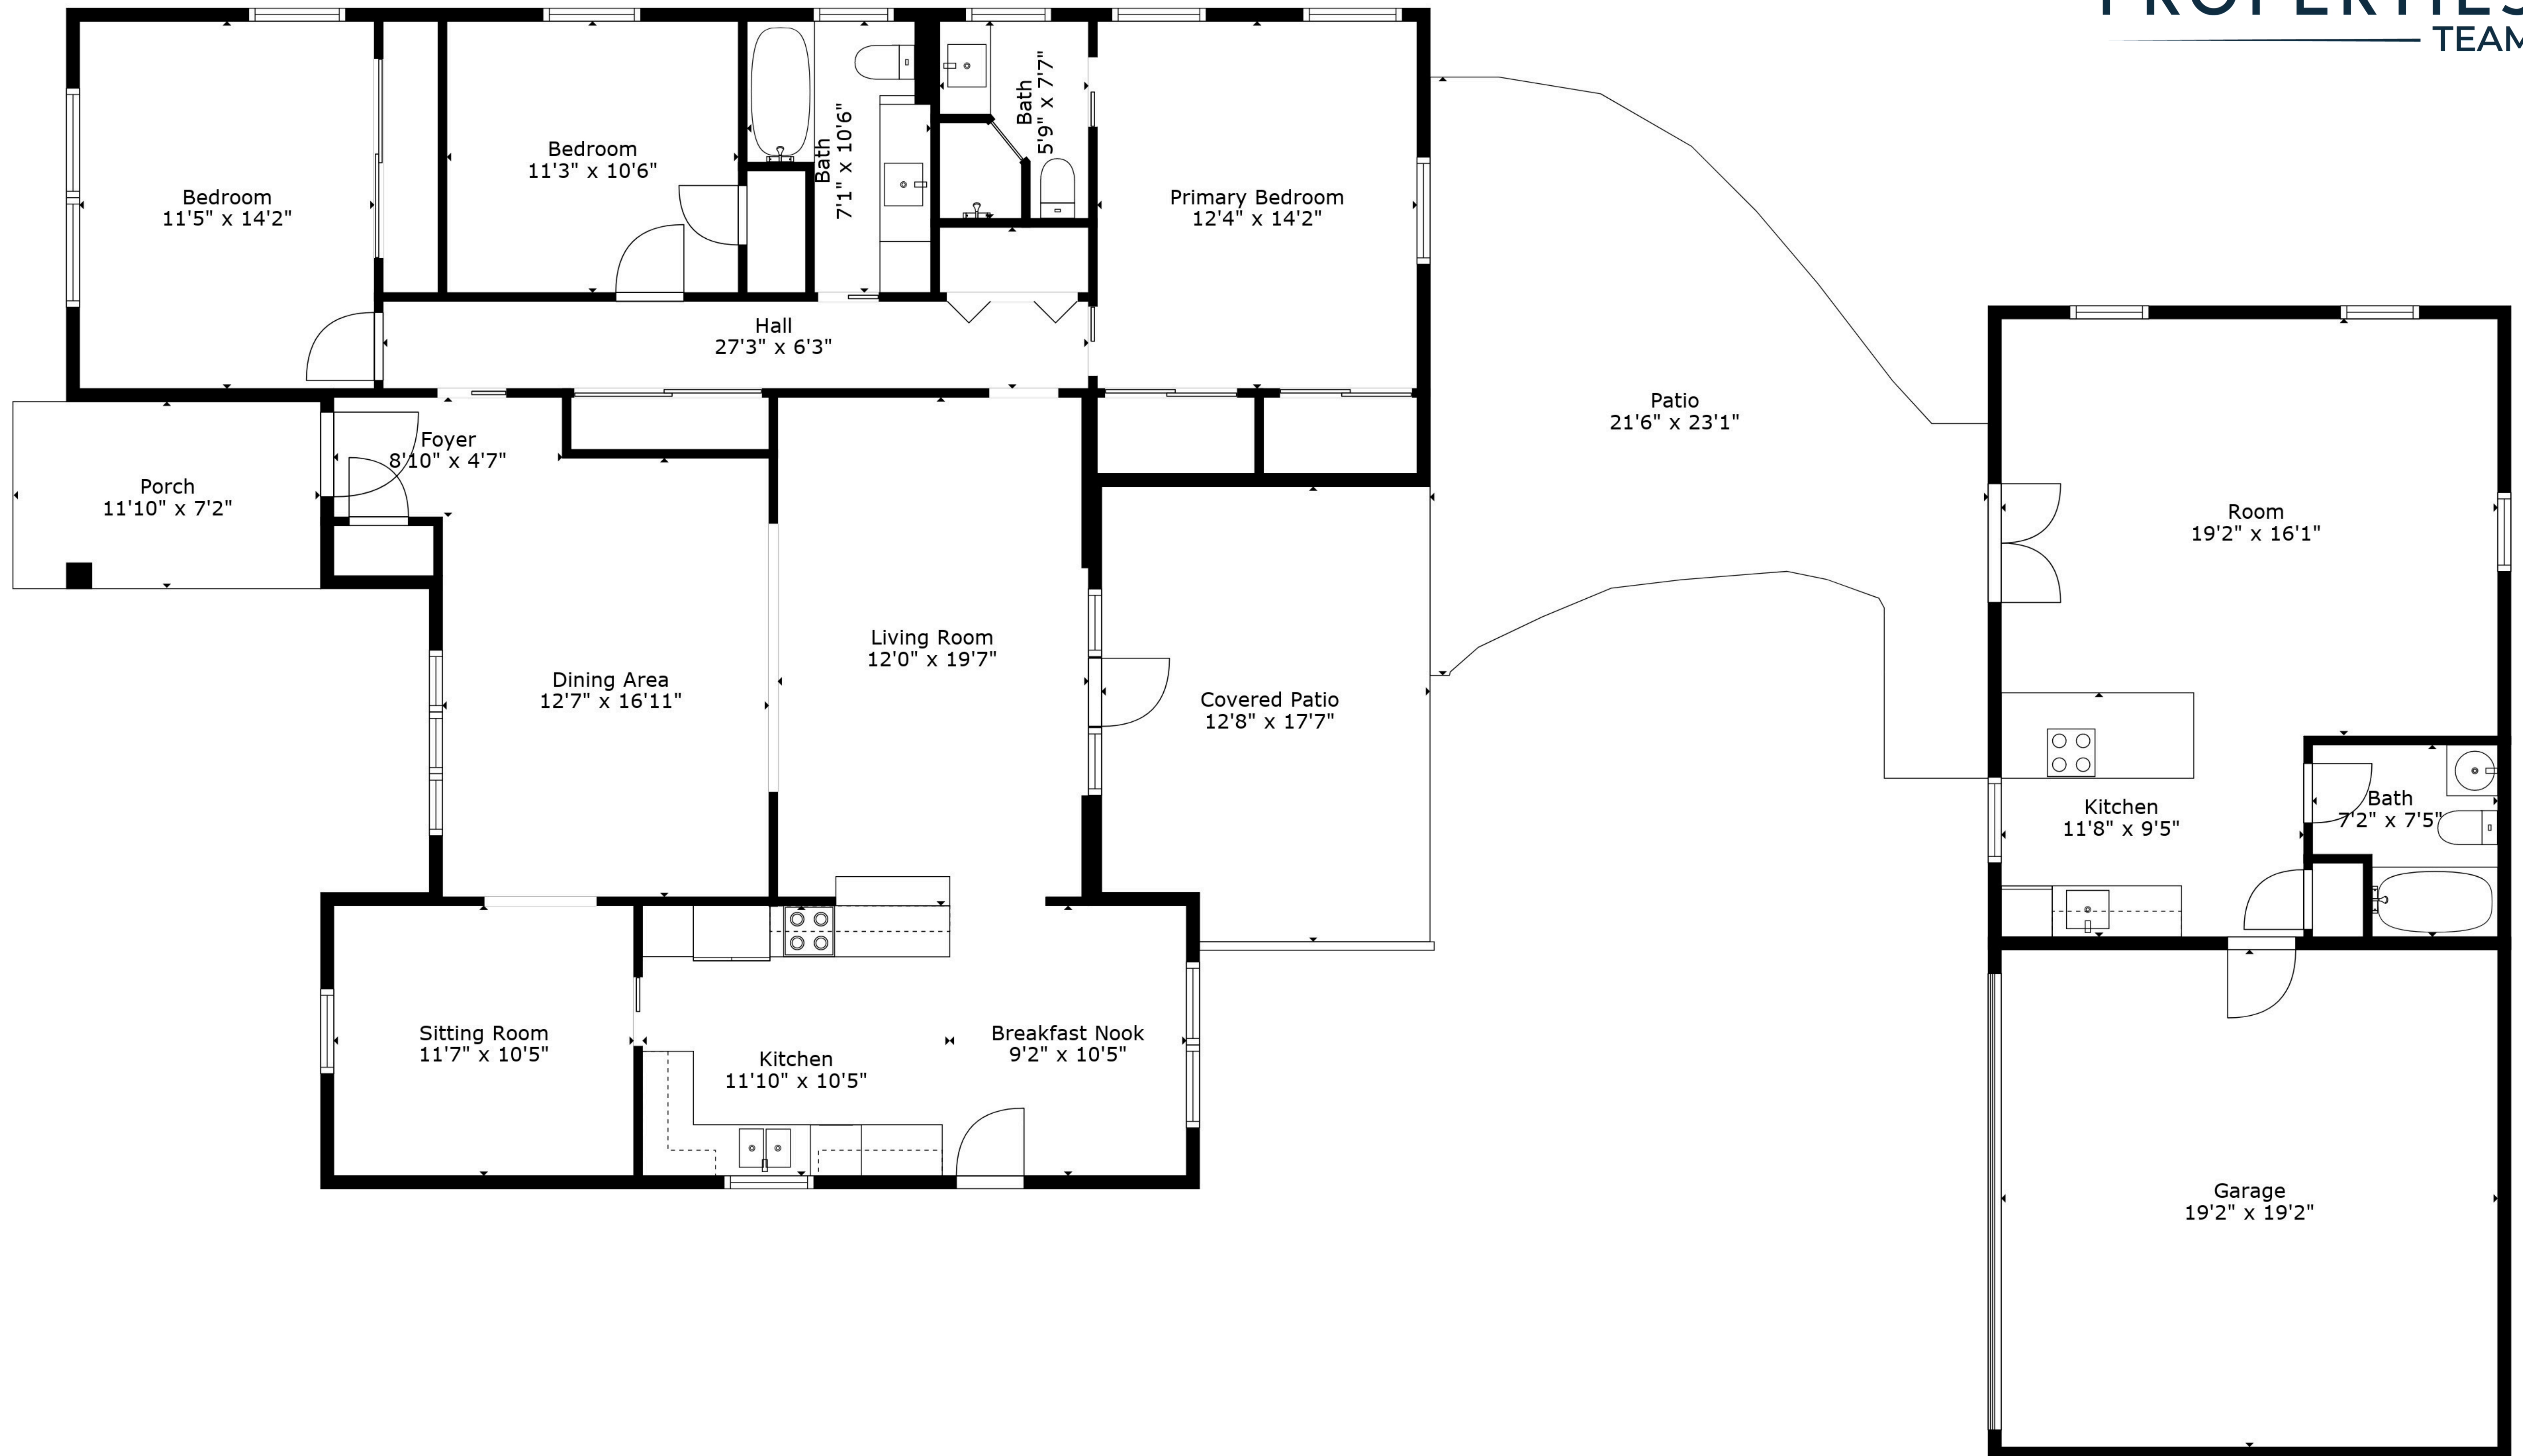 PROPERTIES
TEAM
Bedroom
11'5" x 14'2"
Bedroom
11'3" x 10'6"
Bath
7'1" x 10'6"
Bath
5'9" x 7'7"
Primary Bedroom
12'4" x 14'2"
Hall
27'3" x 6'3"
Foyer
8'10" x 4'7"
Porch
11'10" x 7'2"
Patio
21'6" x 23'1"
Room
19'2" x 16'1"
Living Room
12'0" x 19'7"
Dining Area
12'7" x 16'11"
Covered Patio
12'8" x 17'7"
Kitchen
11'8" x 9'5"
Bath
7'2" x 7'5"
Sitting Room
11'7" x 10'5"
Kitchen
11'10" x 10'5"
Breakfast Nook
9'2" x 10'5"
Garage
19'2" x 19'2"